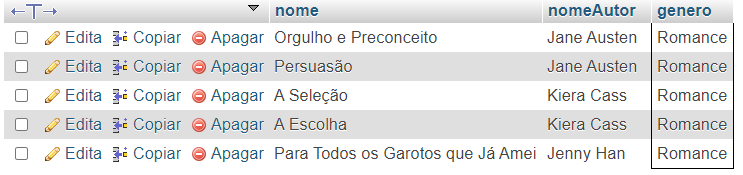 nome nomeAutor genero
Edita Copiar Apagar Orgulho e Preconceito Jane Austen Romance
Edita Copiar Apagar Persuasão Jane Austen Romance
Edita Copiar Apagar A Seleção Kiera Cass Romance
Edita Copiar Apagar A Escolha Kiera Cass Romance
Edita Copiar Apagar Para Todos os Garotos que Já Amei Jenny Han Romance